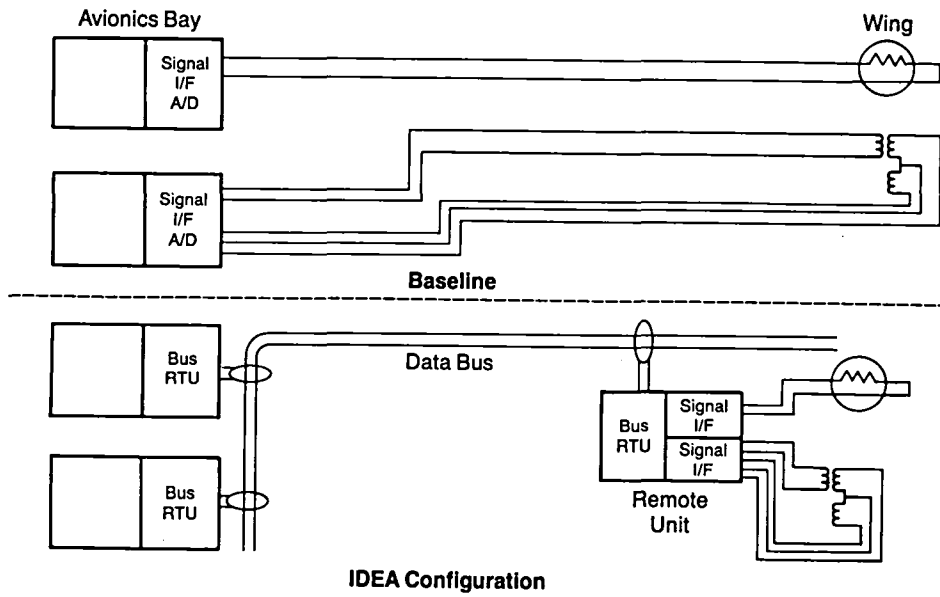 Avionics Bay
Wing
Signal
I/F
A/D
Signal
I/F
A/D
Baseline
Bus
RTU
Data Bus
Bus
RTU
Bus
RTU
Signal
I/F
Signal
I/F
Remote
Unit
IDEA Configuration